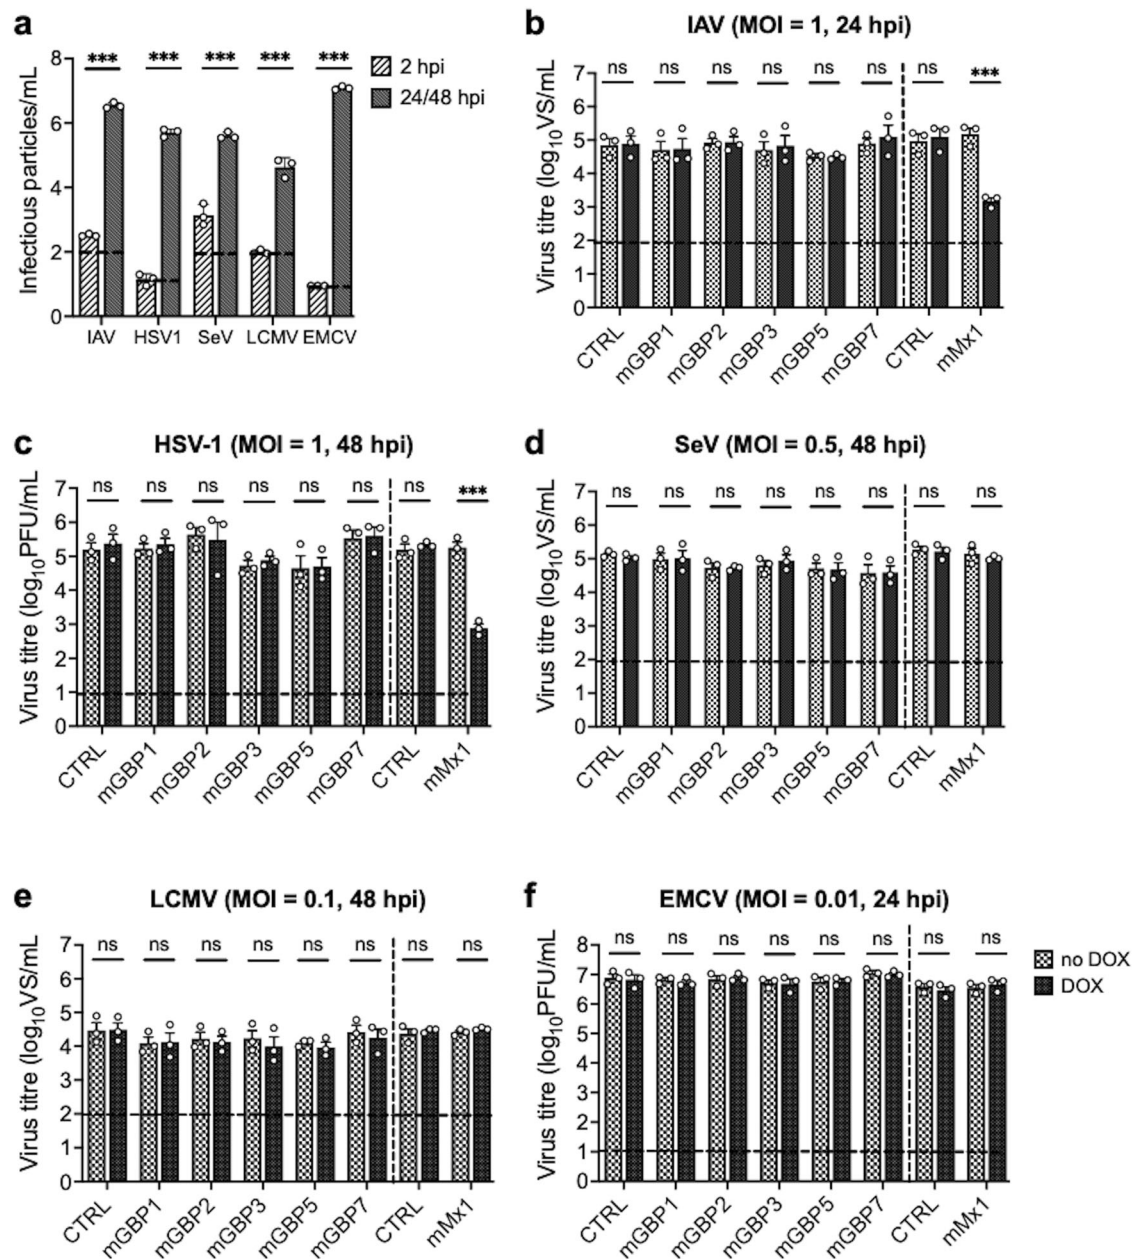 a
*** *** *** *** ***
Infectious particles/mL
8
6
4
2
0
IAV HSV1 SeV LCMV EMCV
2 hpi
24/48 hpi
b
IAV (MOI = 1, 24 hpi)
ns ns ns ns ns ns ns ***
Virus titre (log10VS/mL
7
6
5
4
3
2
1
0
CTRL mGBP1 mGBP2 mGBP3 mGBP5 mGBP7 CTRL mMx1
c
HSV-1 (MOI = 1, 48 hpi)
ns ns ns ns ns ns ns ***
Virus titre (log10PFU/mL
7
6
5
4
3
2
1
0
CTRL mGBP1 mGBP2 mGBP3 mGBP5 mGBP7 CTRL mMx1
d
SeV (MOI = 0.5, 48 hpi)
ns ns ns ns ns ns ns ns
Virus titre (log10VS/mL
7
6
5
4
3
2
1
0
CTRL mGBP1 mGBP2 mGBP3 mGBP5 mGBP7 CTRL mMx1
e
LCMV (MOI = 0.1, 48 hpi)
ns ns ns ns ns ns ns ns
Virus titre (log10VS/mL
7
6
5
4
3
2
1
0
CTRL mGBP1 mGBP2 mGBP3 mGBP5 mGBP7 CTRL mMx1
f
EMCV (MOI = 0.01, 24 hpi)
ns ns ns ns ns ns ns ns
Virus titre (log10PFU/mL
8
7
6
5
4
3
2
1
0
CTRL mGBP1 mGBP2 mGBP3 mGBP5 mGBP7 CTRL mMx1
no DOX
DOX